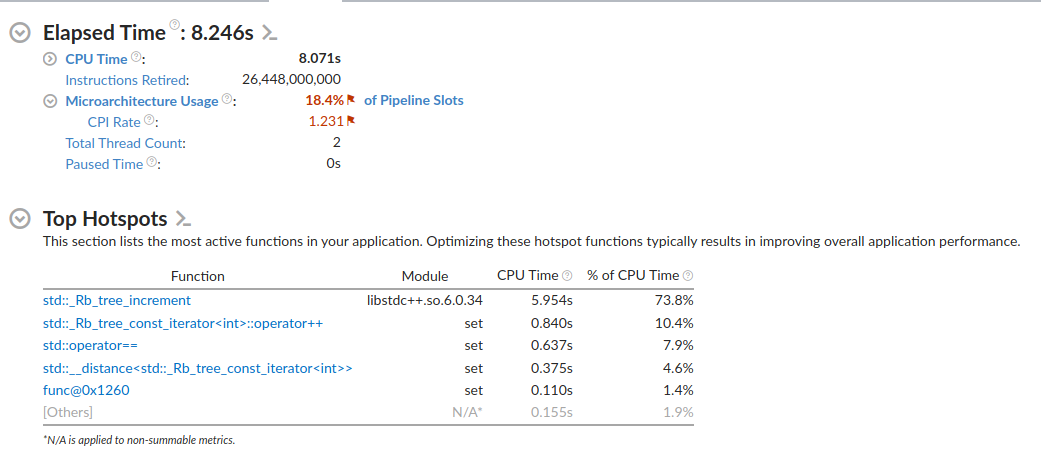 Elapsed Time ?: 8.246s >_
CPU Time ?: 8.071s
Instructions Retired: 26,448,000,000
Microarchitecture Usage ?: 18.4% of Pipeline Slots
CPI Rate ?: 1.231
Total Thread Count: 2
Paused Time ?: 0s
Top Hotspots >_
This section lists the most active functions in your application. Optimizing these hotspot functions typically results in improving overall application performance.
Function Module CPU Time ? % of CPU Time ?
std::_Rb_tree_increment libstdc++.so.6.0.34 5.954s 73.8%
std::_Rb_tree_const_iterator<int>::operator++ set 0.840s 10.4%
std::operator== set 0.637s 7.9%
std::__distance<std::_Rb_tree_const_iterator<int>> set 0.375s 4.6%
func@0x1260 set 0.110s 1.4%
[Others] N/A* 0.155s 1.9%
*N/A is applied to non-summable metrics.